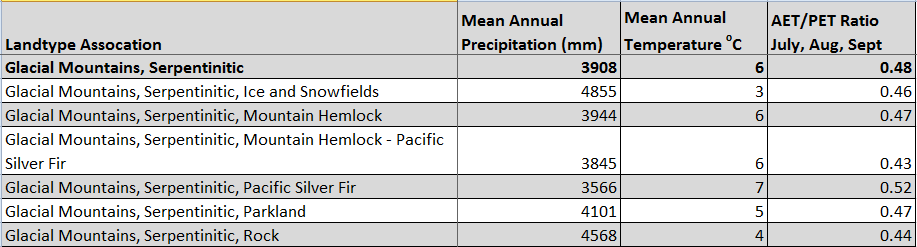 Landtype Assocation Mean Annual Precipitation (mm) Mean Annual Temperature ⁰C AET/PET Ratio July, Aug, Sept
Glacial Mountains, Serpentinitic 3908 6 0.48
Glacial Mountains, Serpentinitic, Ice and Snowfields 4855 3 0.46
Glacial Mountains, Serpentinitic, Mountain Hemlock 3944 6 0.47
Glacial Mountains, Serpentinitic, Mountain Hemlock - Pacific
Silver Fir 3845 6 0.43
Glacial Mountains, Serpentinitic, Pacific Silver Fir 3566 7 0.52
Glacial Mountains, Serpentinitic, Parkland 4101 5 0.47
Glacial Mountains, Serpentinitic, Rock 4568 4 0.44